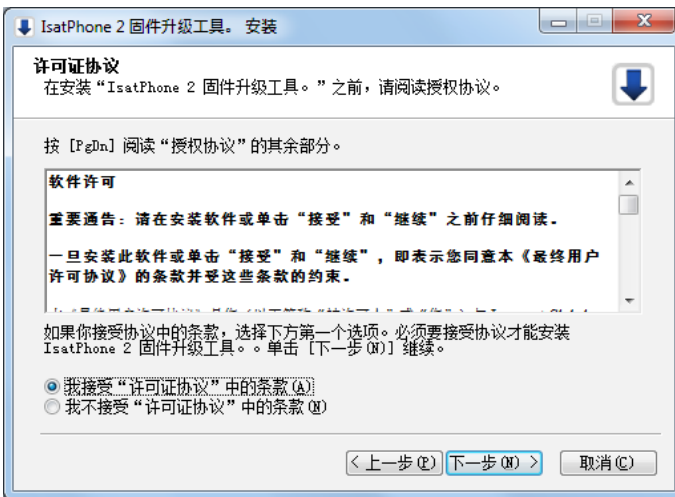 IsatPhone 2 固件升级工具。 安装
许可证协议
在安装“IsatPhone 2 固件升级工具。”之前，请阅读授权协议。
按 [PgDn] 阅读“授权协议”的其余部分。
软件许可
重要通告：请在安装软件或单击“接受”和“继续”之前仔细阅读.
一旦安装此软件或单击“接受”和“继续”，即表示您同意本《最终用户
许可协议》的条款并受这些条款的约束.
如果你接受协议中的条款，选择下方第一个选项。必须要接受协议才能安装
IsatPhone 2 固件升级工具。。单击 [下一步(N)] 继续。
我接受“许可证协议”中的条款(A)
我不接受“许可证协议”中的条款(N)
< 上一步(P) 下一步(N) > 取消(C)